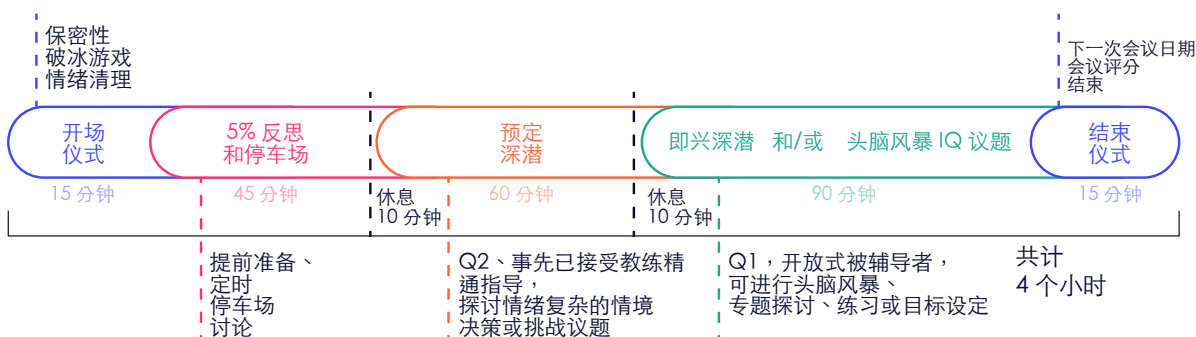 保密性
破冰游戏
情绪清理
下一次会议日期
会议评分
结束
开场
仪式
5% 反思
和停车场
预定
深潜
即兴深潜 和/或 头脑风暴 IQ 议题
结束
仪式
15 分钟
45 分钟
休息
10 分钟
60 分钟
休息
10 分钟
90 分钟
15 分钟
提前准备、
定时
停车场
讨论
Q2、事先已接受教练精
通指导，
探讨情绪复杂的情境
决策或挑战议题
Q1，开放式被辅导者，
可进行头脑风暴、
专题探讨、练习或目标设定
共计
4 个小时